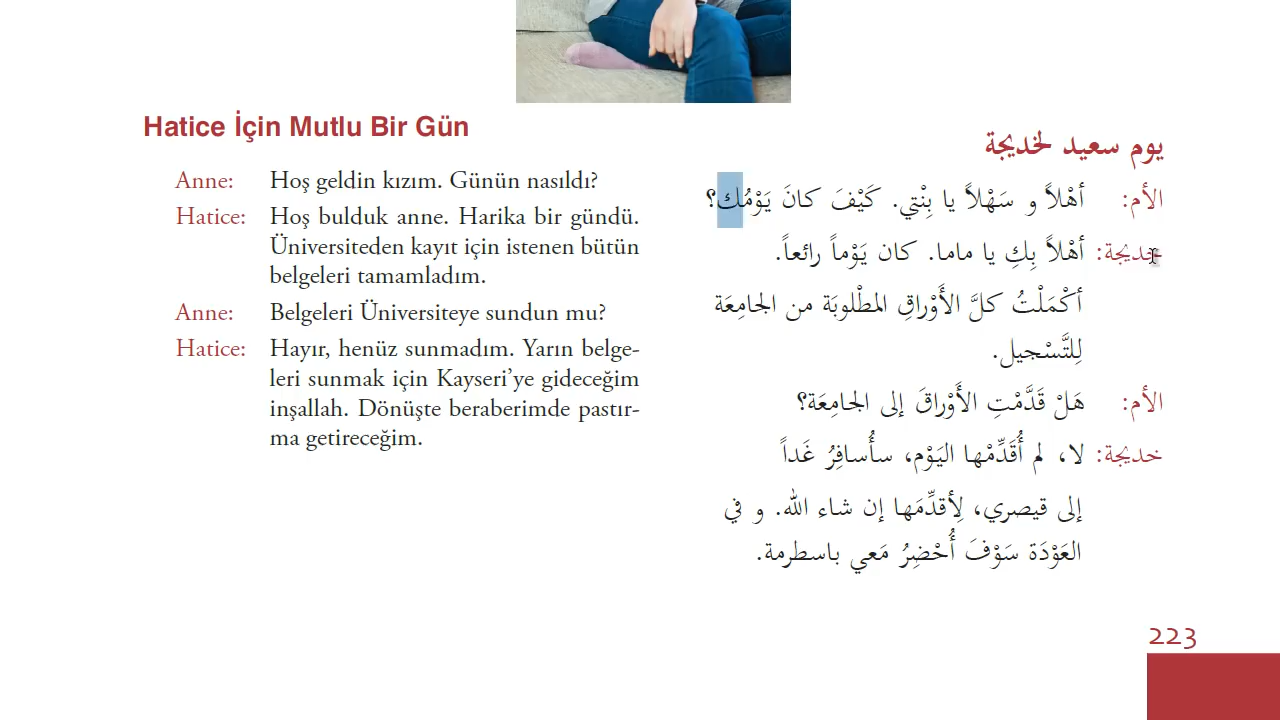 Hatice İçin Mutlu Bir Gün
Anne: Hoş geldin kızım. Günün nasıldı?
Hatice: Hoş bulduk anne. Harika bir gündü.
Üniversiteden kayıt için istenen bütün
belgeleri tamamladım.
Anne: Belgeleri Üniversiteye sundun mu?
Hatice: Hayır, henüz sunmadım. Yarın belge-
leri sunmak için Kayseri’ye gideceğim
inşallah. Dönüşte beraberimde pastır-
ma getireceğim.
يوم سعيد لخديجة
الأم: أهْلاً و سَهْلاً يا بِنْتي. كَيْفَ كانَ يَوْمُك؟
خديجة: أهْلاً بِكِ يا ماما. كان يَوْماً رائعاً.
أكْمَلْتُ كلَّ الأَوْراقِ المطْلوبَة من الجامِعَة
لِلتَّسْجيل.
الأم: هَلْ قَدَّمْتِ الأَوْراقَ إلى الجامِعَة؟
خديجة: لا، لم أُقَدِّمْها اليَوْم، سأُسافِرُ غَداً
إلى قيصري، لِأقدِّمَها إن شاء الله. و في
العَوْدَة سَوْفَ أُحْضِرُ مَعي باسطرمة.
223